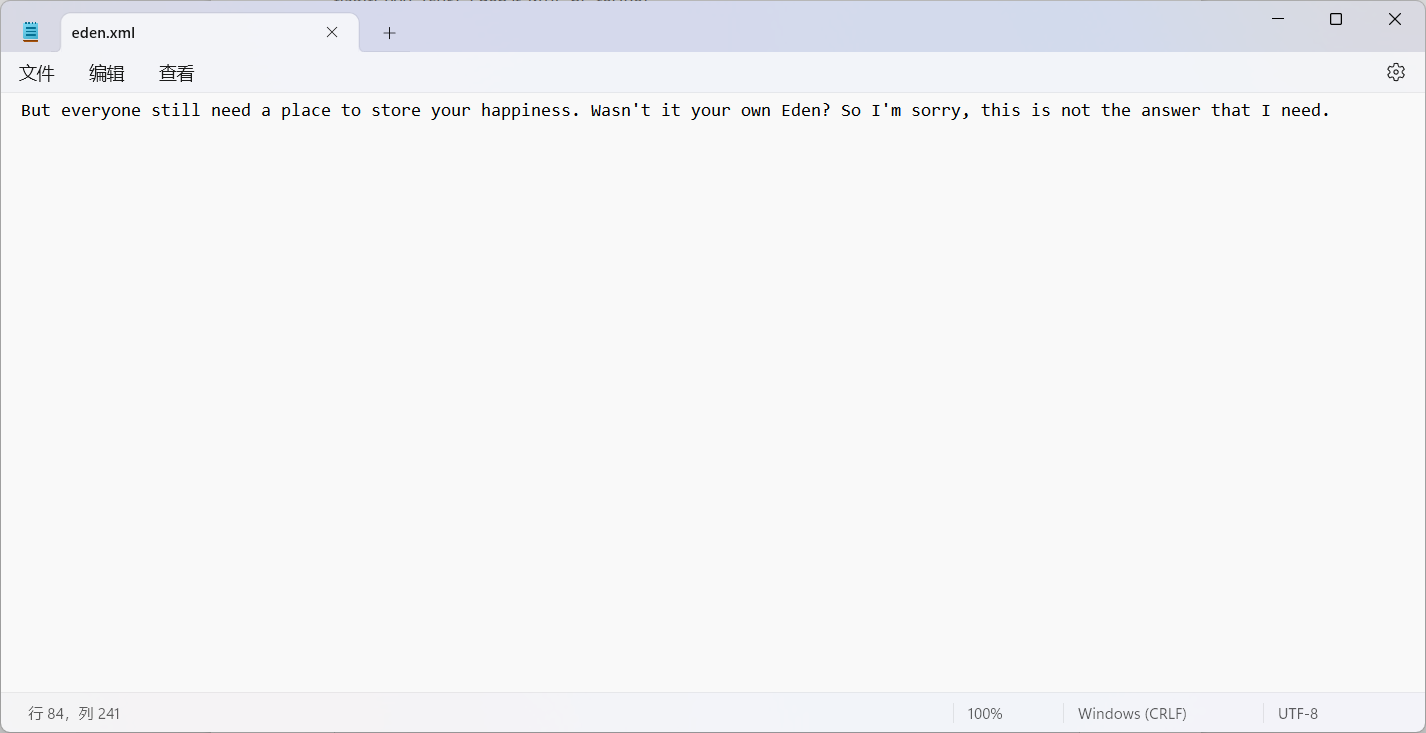 eden.xml
文件 编辑 查看
But everyone still need a place to store your happiness. Wasn't it your own Eden? So I'm sorry, this is not the answer that I need.
行 84，列 241 100% Windows (CRLF) UTF-8